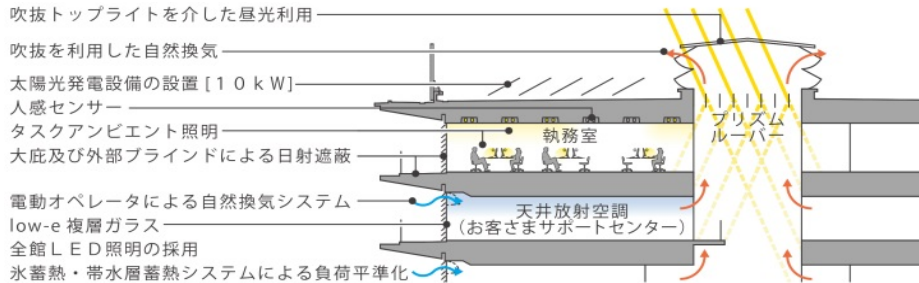 吹抜トップライトを介した昼光利用
吹抜を利用した自然換気
太陽光発電設備の設置[１０ｋＷ]
人感センサー
タスクアンビエント照明
大庇及び外部ブラインドによる日射遮蔽
電動オペレータによる自然換気システム
low-e 複層ガラス
全館ＬＥＤ照明の採用
氷蓄熱・帯水層蓄熱システムによる負荷平準化
執務室
プリズム
ルーバー
天井放射空調
（お客さまサポートセンター）